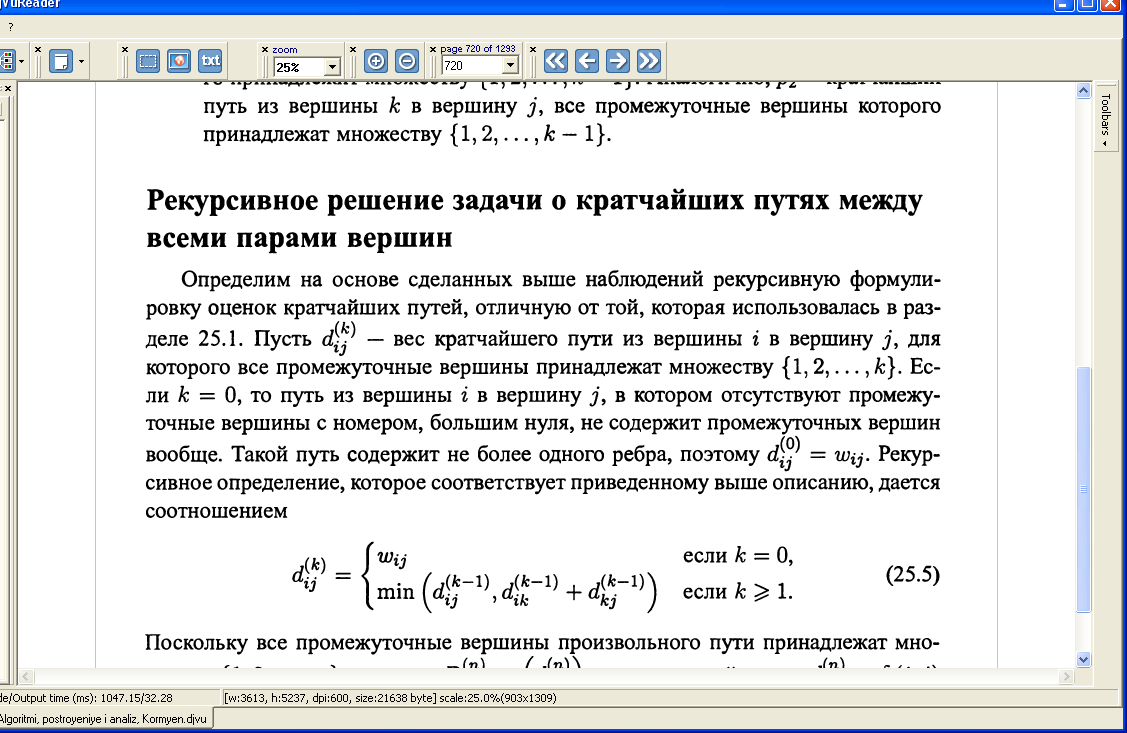 jVuReader
?
zoom
25%
page 720 of 1293
720
txt
Toolbars
путь из вершины k в вершину j, все промежуточные вершины которого
принадлежат множеству {1, 2, . . . , k − 1}.
Рекурсивное решение задачи о кратчайших путях между
всеми парами вершин
Определим на основе сделанных выше наблюдений рекурсивную формули-
ровку оценок кратчайших путей, отличную от той, которая использовалась в раз-
деле 25.1. Пусть d_{ij}^{(k)} — вес кратчайшего пути из вершины i в вершину j, для
которого все промежуточные вершины принадлежат множеству {1, 2, . . . , k}. Ес-
ли k = 0, то путь из вершины i в вершину j, в котором отсутствуют промежу-
точные вершины с номером, большим нуля, не содержит промежуточных вершин
вообще. Такой путь содержит не более одного ребра, поэтому d_{ij}^{(0)} = w_{ij}. Рекур-
сивное определение, которое соответствует приведенному выше описанию, дается
соотношением
d_{ij}^{(k)} = { w_{ij} если k = 0,
min (d_{ij}^{(k−1)}, d_{ik}^{(k−1)} + d_{kj}^{(k−1)}) если k ⩾ 1. (25.5)
Поскольку все промежуточные вершины произвольного пути принадлежат мно-
de/Output time (ms): 1047.15/32.28
[w:3613, h:5237, dpi:600, size:21638 byte] scale:25.0%(903x1309)
Algoritmi, postroyeniye i analiz, Kormyen.djvu